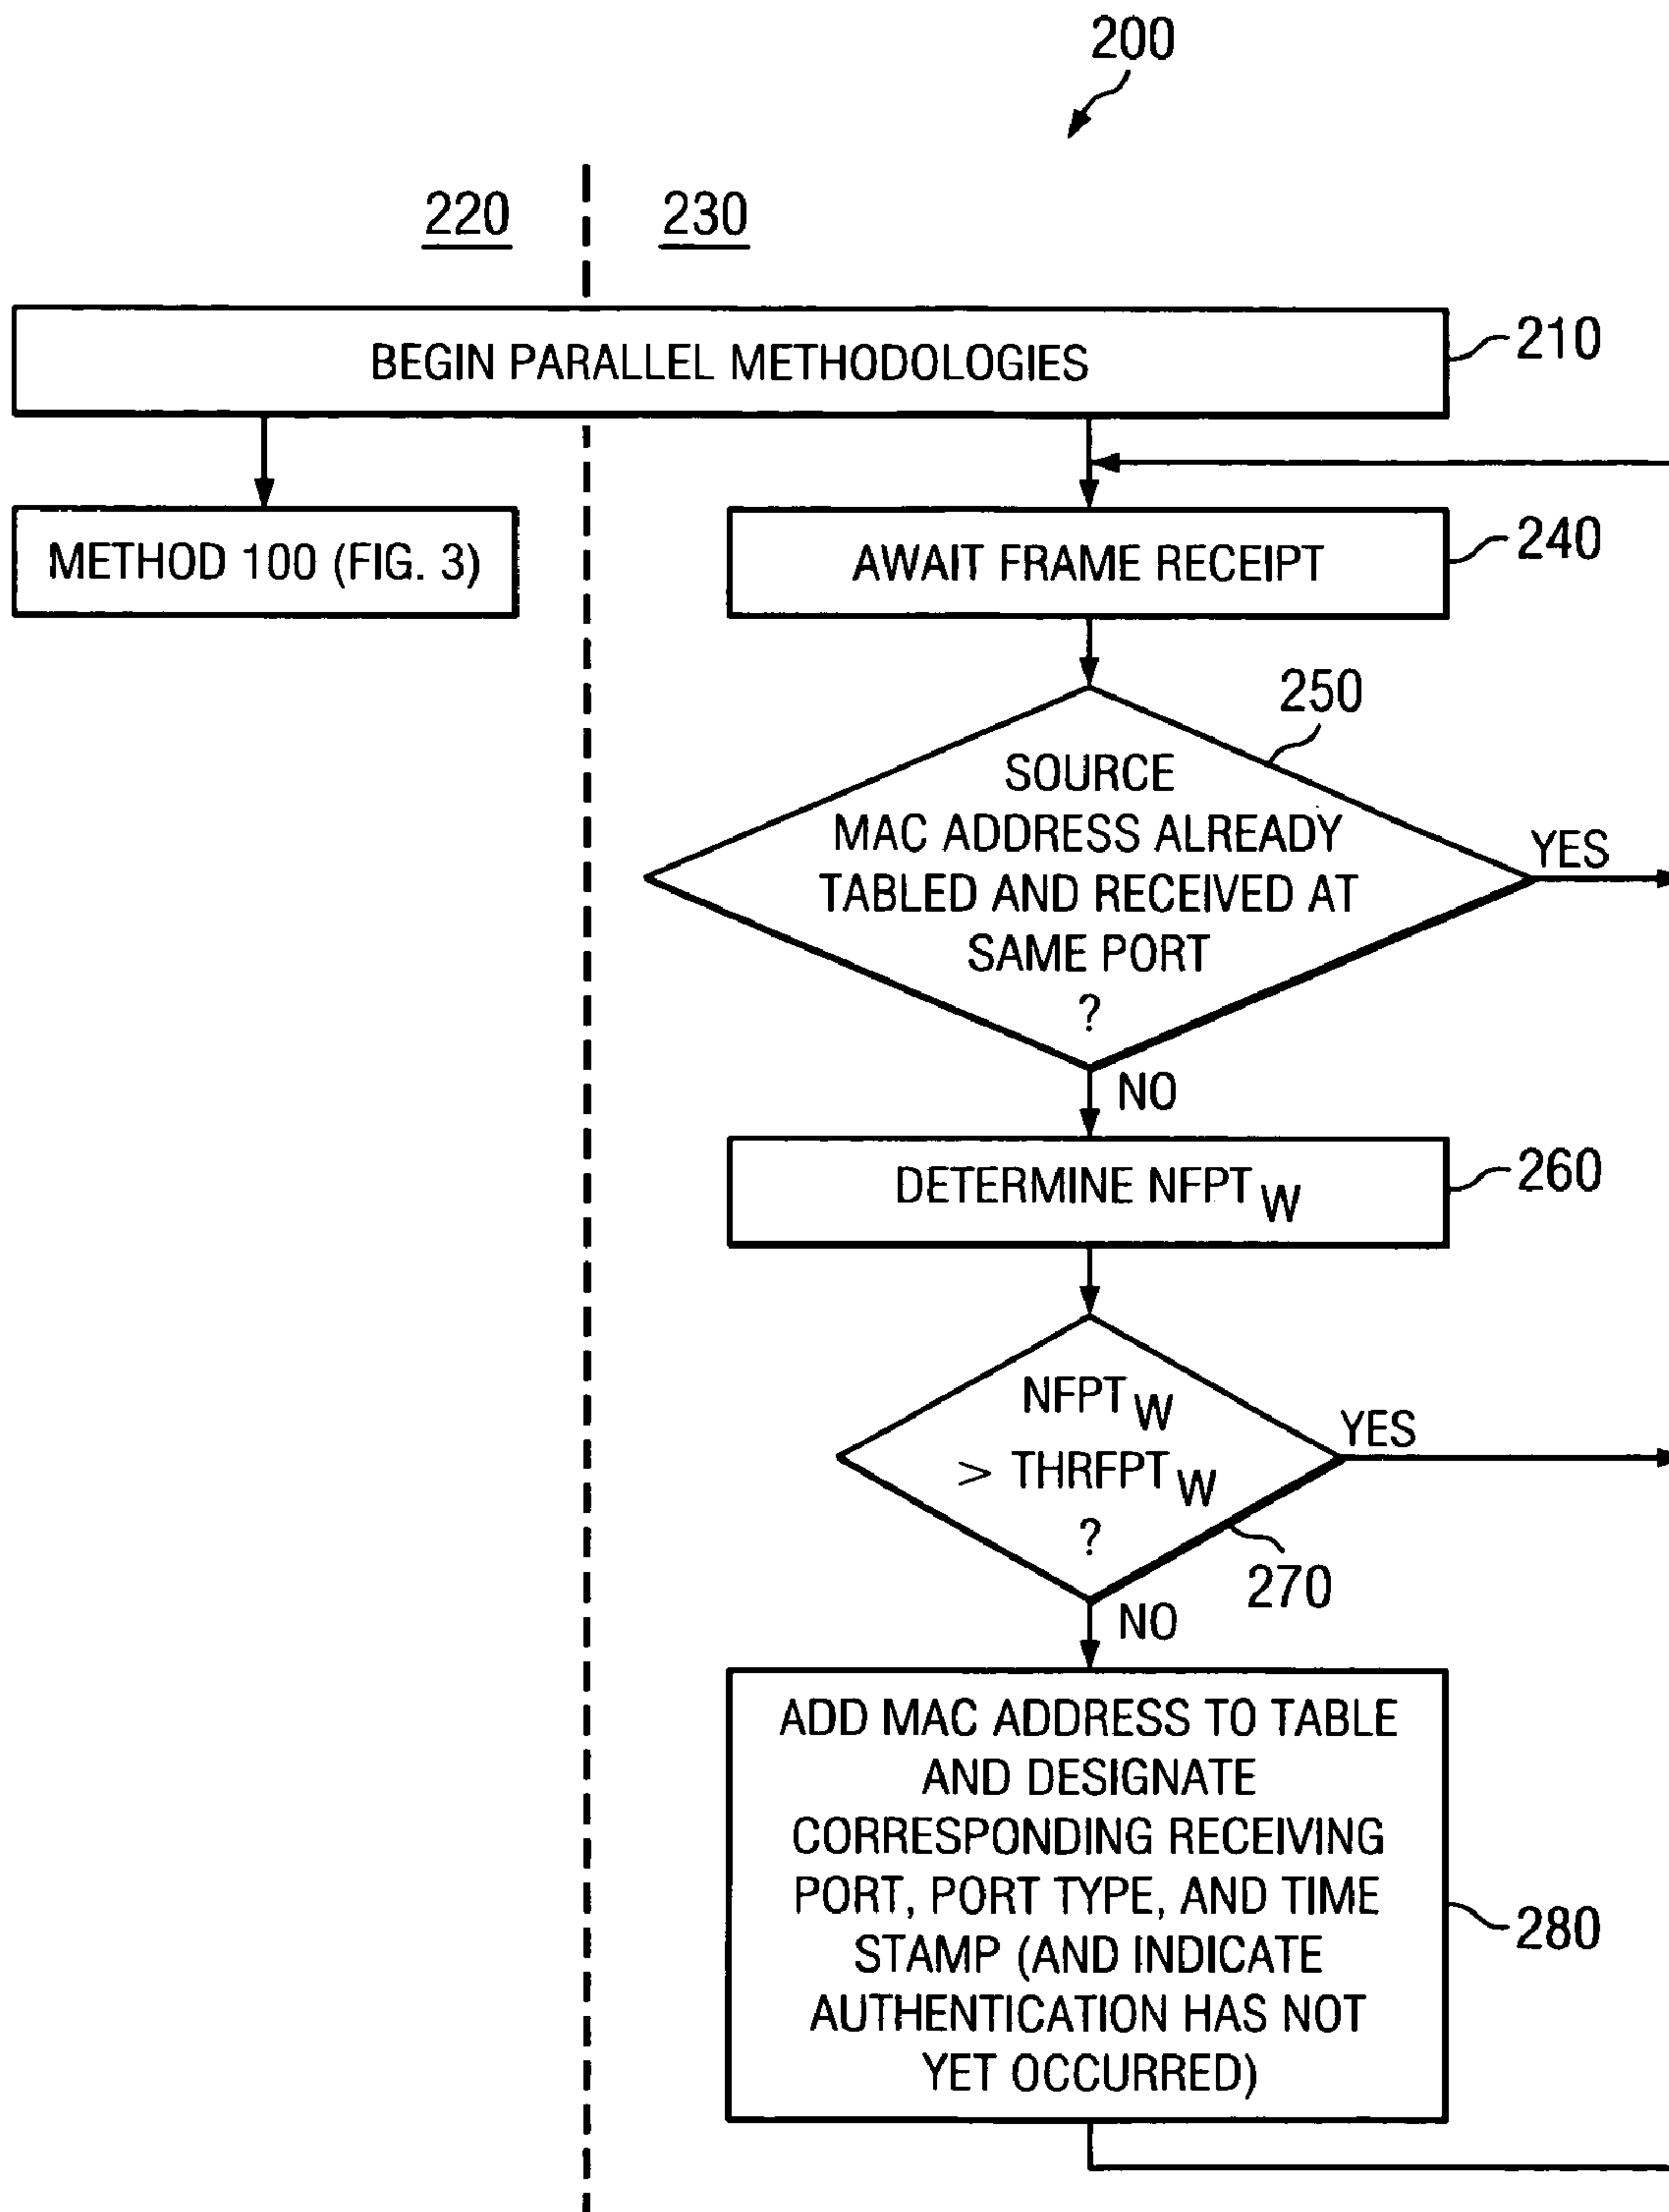 200
220
230
BEGIN PARALLEL METHODOLOGIES
210
METHOD 100 (FIG. 3)
AWAIT FRAME RECEIPT
240
250
SOURCE
MAC ADDRESS ALREADY
TABLED AND RECEIVED AT
SAME PORT
?
YES
NO
DETERMINE NFPT W
260
NFPT W
> THRFPT W
?
YES
270
NO
ADD MAC ADDRESS TO TABLE
AND DESIGNATE
CORRESPONDING RECEIVING
PORT, PORT TYPE, AND TIME
STAMP (AND INDICATE
AUTHENTICATION HAS NOT
YET OCCURRED)
280